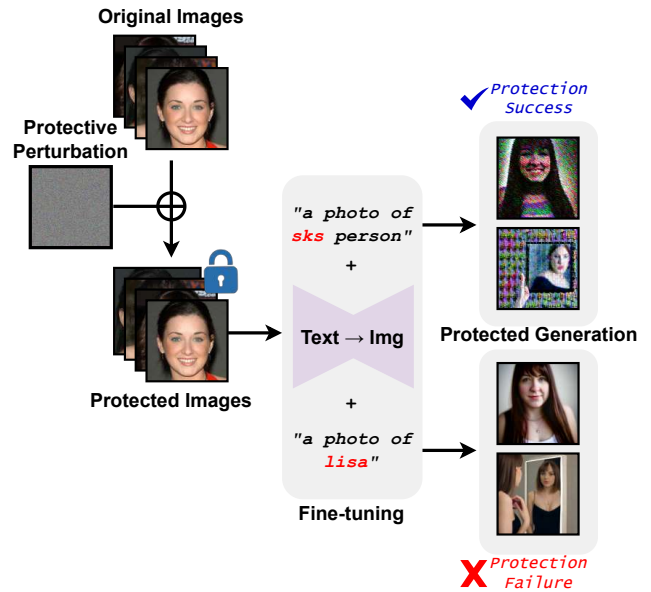 Original Images
Protective
Perturbation
Protected Images
"a photo of
sks person"
+
Text → Img
+
"a photo of
lisa"
Fine-tuning
✓ Protection
Success
Protected Generation
X Protection
Failure